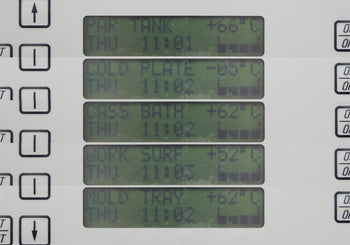 PAR TANK +66°C
THU 11:01
COLD PLATE -05°C
THU 11:02
CASS BATH +62°C
THU 11:02
WORK SURF +52°C
THU 11:03
MOLD TRAY +62°C
THU 11:02